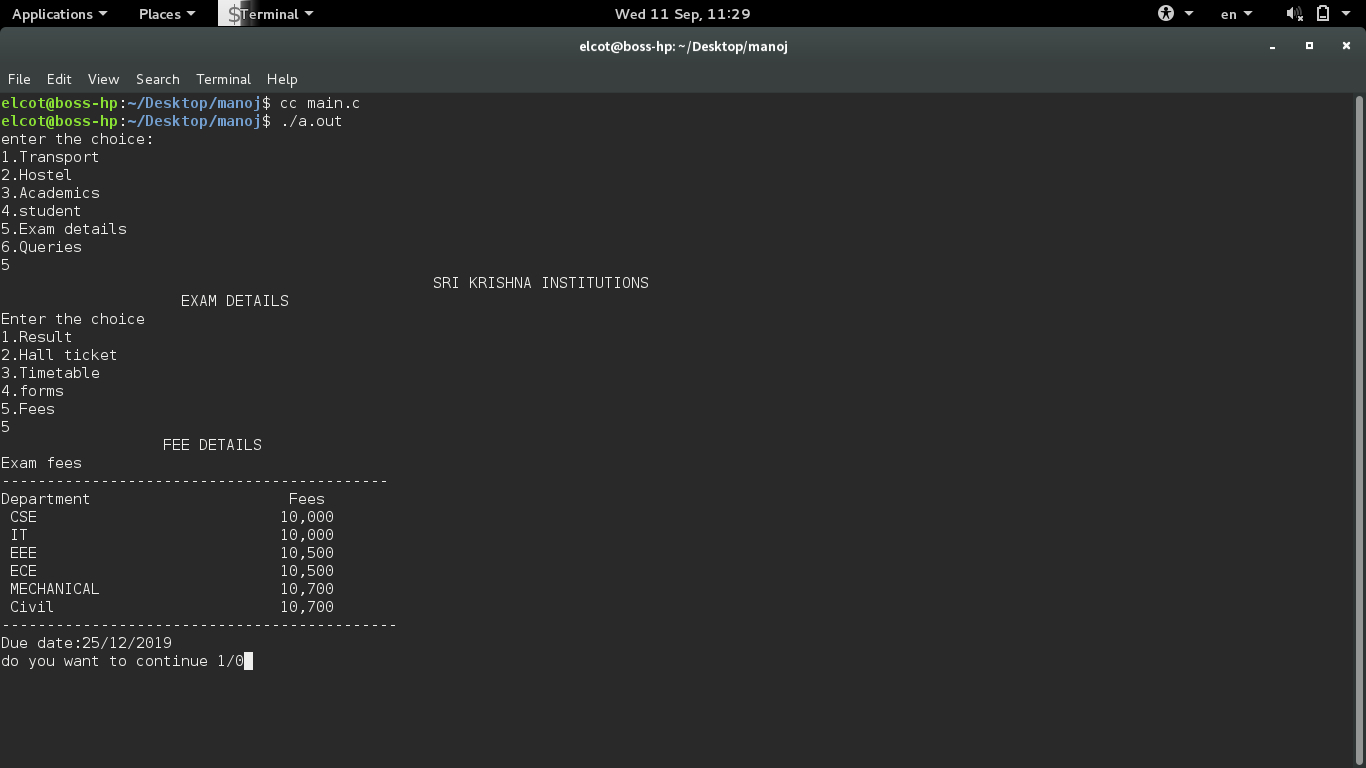 Applications Places Terminal Wed 11 Sep, 11:29 en
elcot@boss-hp: ~/Desktop/manoj
File Edit View Search Terminal Help
elcot@boss-hp:~/Desktop/manoj$ cc main.c
elcot@boss-hp:~/Desktop/manoj$ ./a.out
enter the choice:
1.Transport
2.Hostel
3.Academics
4.student
5.Exam details
6.Queries
5
SRI KRISHNA INSTITUTIONS
EXAM DETAILS
Enter the choice
1.Result
2.Hall ticket
3.Timetable
4.forms
5.Fees
5
FEE DETAILS
Exam fees
-------------------------------------------
Department Fees
CSE 10,000
IT 10,000
EEE 10,500
ECE 10,500
MECHANICAL 10,700
Civil 10,700
--------------------------------------------
Due date:25/12/2019
do you want to continue 1/0